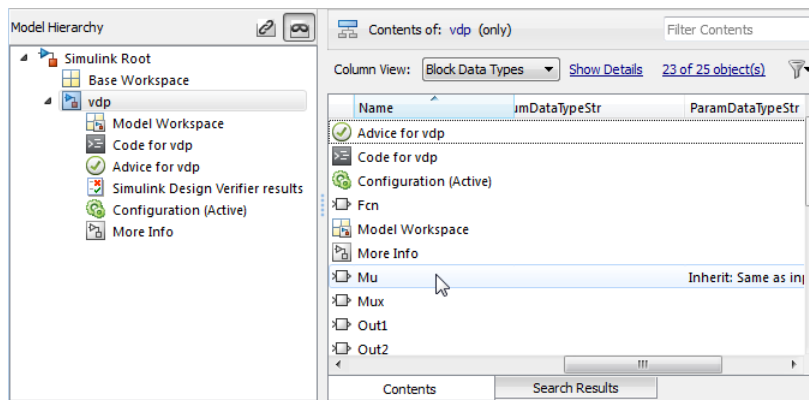 Model Hierarchy
Simulink Root
Base Workspace
vdp
Model Workspace
Code for vdp
Advice for vdp
Simulink Design Verifier results
Configuration (Active)
More Info
Contents of: vdp (only)
Filter Contents
Column View: Block Data Types Show Details 23 of 25 object(s)
Name ımDataTypeStr ParamDataTypeStr
Advice for vdp
Code for vdp
Configuration (Active)
Fcn
Model Workspace
More Info
Mu Inherit: Same as inp
Mux
Out1
Out2
Contents Search Results